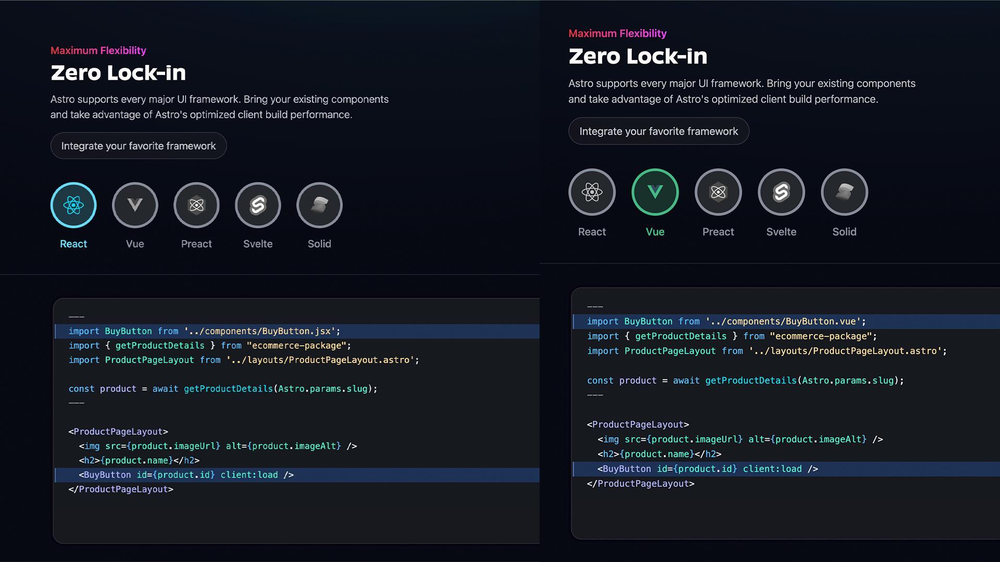 Maximum Flexibility
Zero Lock-in
Astro supports every major UI framework. Bring your existing components
and take advantage of Astro's optimized client build performance.
Integrate your favorite framework
React Vue Preact Svelte Solid
---
import BuyButton from '../components/BuyButton.jsx';
import { getProductDetails } from "ecommerce-package";
import ProductPageLayout from '../layouts/ProductPageLayout.astro';
const product = await getProductDetails(Astro.params.slug);
---
<ProductPageLayout>
<img src={product.imageUrl} alt={product.imageAlt} />
<h2>{product.name}</h2>
<BuyButton id={product.id} client:load />
</ProductPageLayout>
Maximum Flexibility
Zero Lock-in
Astro supports every major UI framework. Bring your existing components
and take advantage of Astro's optimized client build performance.
Integrate your favorite framework
React Vue Preact Svelte Solid
---
import BuyButton from '../components/BuyButton.vue';
import { getProductDetails } from "ecommerce-package";
import ProductPageLayout from '../layouts/ProductPageLayout.astro';
const product = await getProductDetails(Astro.params.slug);
---
<ProductPageLayout>
<img src={product.imageUrl} alt={product.imageAlt} />
<h2>{product.name}</h2>
<BuyButton id={product.id} client:load />
</ProductPageLayout>